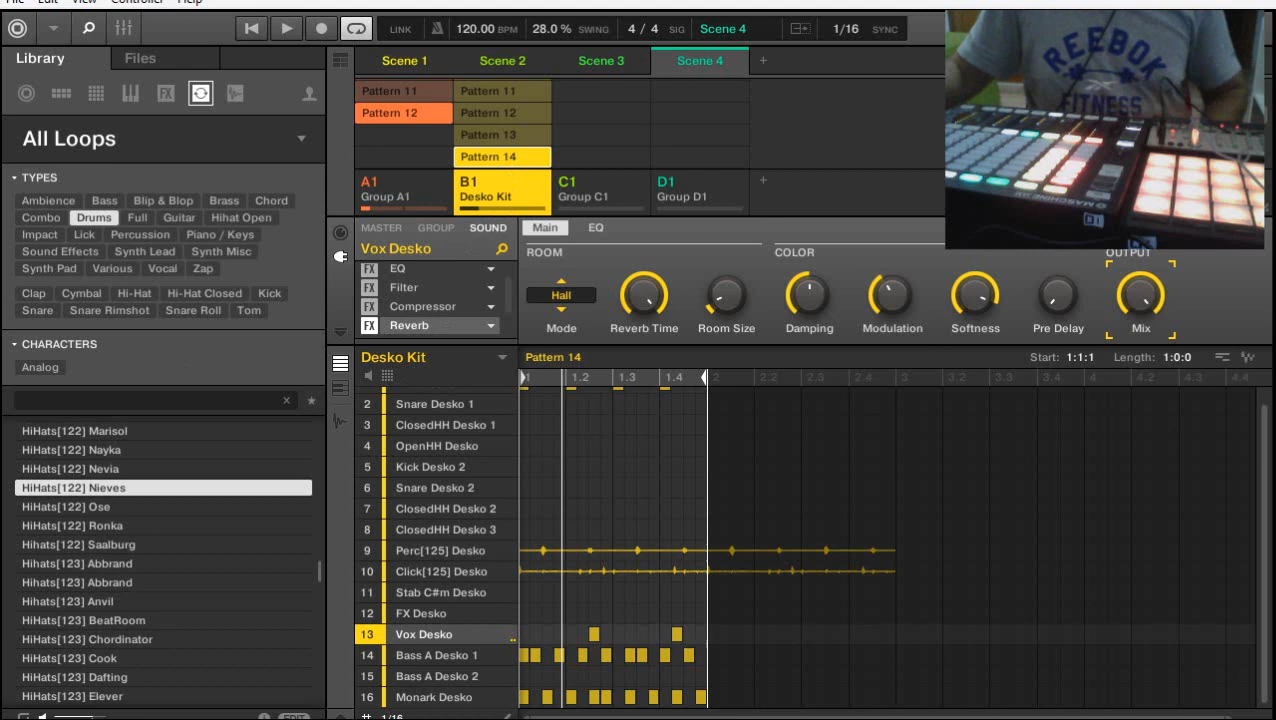 File Edit View Controller Help
LINK 120.00 BPM 28.0 % SWING 4 / 4 SIG Scene 4 1/16 SYNC
Library Files
All Loops
TYPES
Ambience Bass Blip & Blop Brass Chord
Combo Drums Full Guitar Hihat Open
Impact Lick Percussion Piano / Keys
Sound Effects Synth Lead Synth Misc
Synth Pad Various Vocal Zap
Clap Cymbal Hi-Hat Hi-Hat Closed Kick
Snare Snare Rimshot Snare Roll Tom
CHARACTERS
Analog
HiHats[122] Marisol
HiHats[122] Nayka
HiHats[122] Nevia
HiHats[122] Nieves
HiHats[122] Ose
HiHats[122] Ronka
Hihats[122] Saalburg
HiHats[123] Abbrand
HiHats[123] Abbrand
Hihats[123] Anvil
HiHats[123] BeatRoom
HiHats[123] Chordinator
HiHats[123] Cook
HiHats[123] Dafting
HiHats[123] Elever
EDIT
Scene 1 Scene 2 Scene 3 Scene 4 +
Pattern 11 Pattern 11
Pattern 12 Pattern 12
Pattern 13
Pattern 14
A1 B1 C1 D1 +
Group A1 Desko Kit Group C1 Group D1
MASTER GROUP SOUND Main EQ
Vox Desko
FX EQ
FX Filter
FX Compressor
FX Reverb
ROOM COLOR OUTPUT
Hall
Mode Reverb Time Room Size Damping Modulation Softness Pre Delay Mix
REEBOK
FITNESS
Desko Kit Pattern 14 Start: 1:1:1 Length: 1:0:0
1 1.2 1.3 1.4 2 2.2 2.3 2.4 3 3.2 3.3 3.4 4 4.2 4.3 4.4
2 Snare Desko 1
3 ClosedHH Desko 1
4 OpenHH Desko
5 Kick Desko 2
6 Snare Desko 2
7 ClosedHH Desko 2
8 ClosedHH Desko 3
9 Perc[125] Desko
10 Click[125] Desko
11 Stab C#m Desko
12 FX Desko
13 Vox Desko
14 Bass A Desko 1
15 Bass A Desko 2
16 Monark Desko
1/16